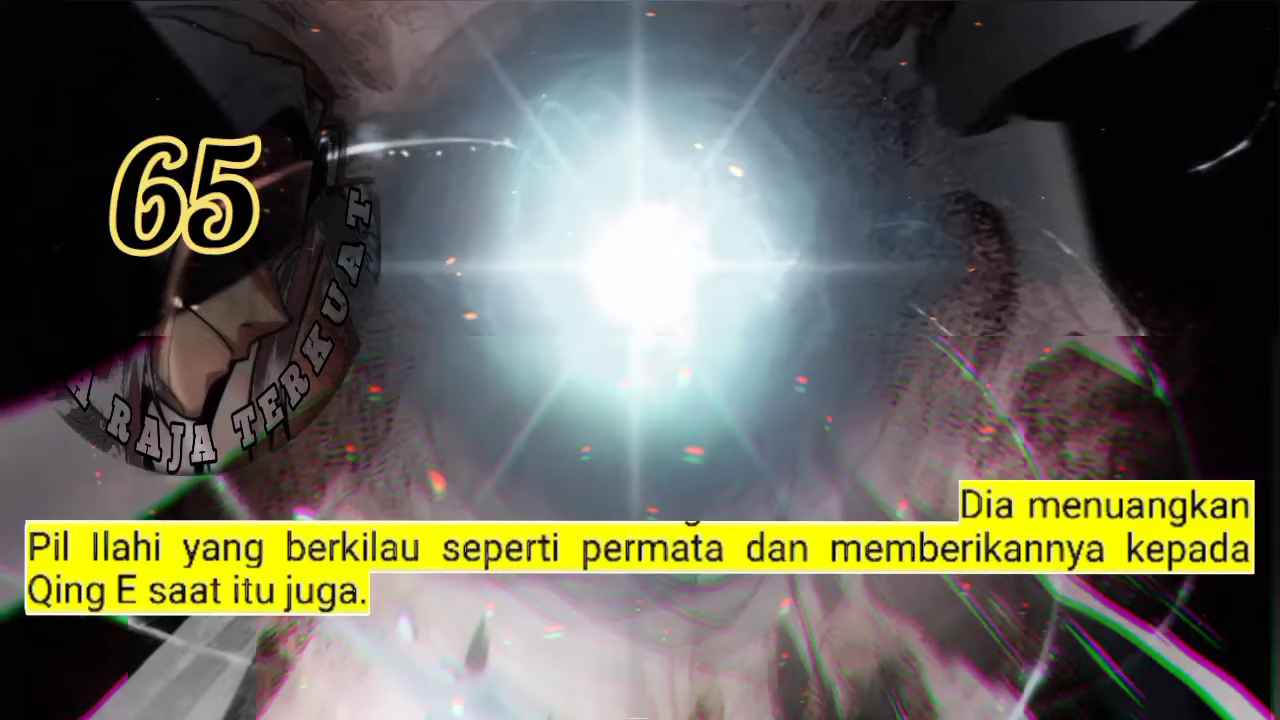 65
RAJA TERKUAT
Dia menuangkan
Pil Ilahi yang berkilau seperti permata dan memberikannya kepada
Qing E saat itu juga.